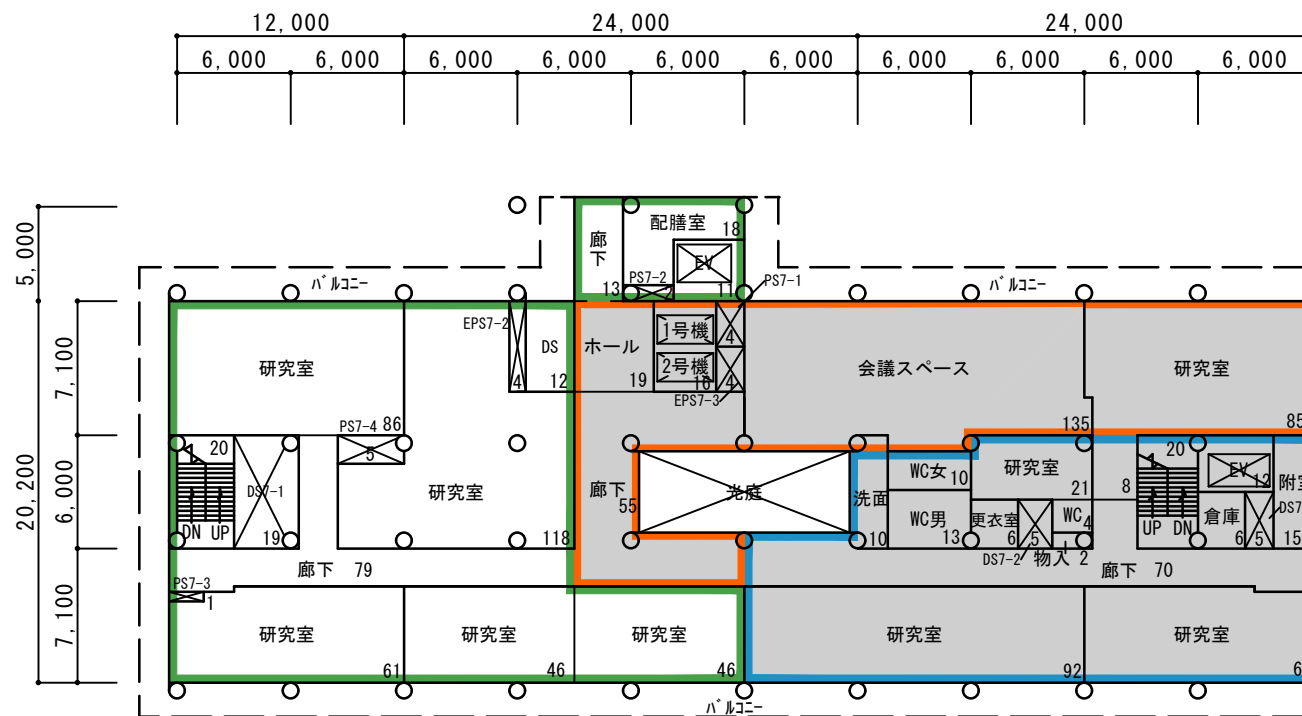 12,000 24,000 24,000
6,000 6,000 6,000 6,000 6,000 6,000 6,000 6,000 6,000 6,000
5,000
20,200
7,100
6,000
7,100
配膳室
18
廊下
13
PS7-2
2
EV
11
PS7-1
バルコニー
バルコニー
EPS7-2
4
DS
12
ホール
19
1号機
2号機
16
4
4
EPS7-3
研究室
86
会議スペース
135
研究室
85
PS7-4
5
20
DN UP
DS7-1
19
研究室
118
廊下
55
光庭
洗面
10
WC女
10
WC男
13
研究室
21
更衣室
6
5
DS7-2
WC
4
物入 2
8
20
UP DN
EV
12
倉庫
6
5
附室
DS7
15
廊下 79
廊下 70
PS7-3
1
研究室
61
研究室
46
研究室
46
研究室
92
研究室
6
バルコニー